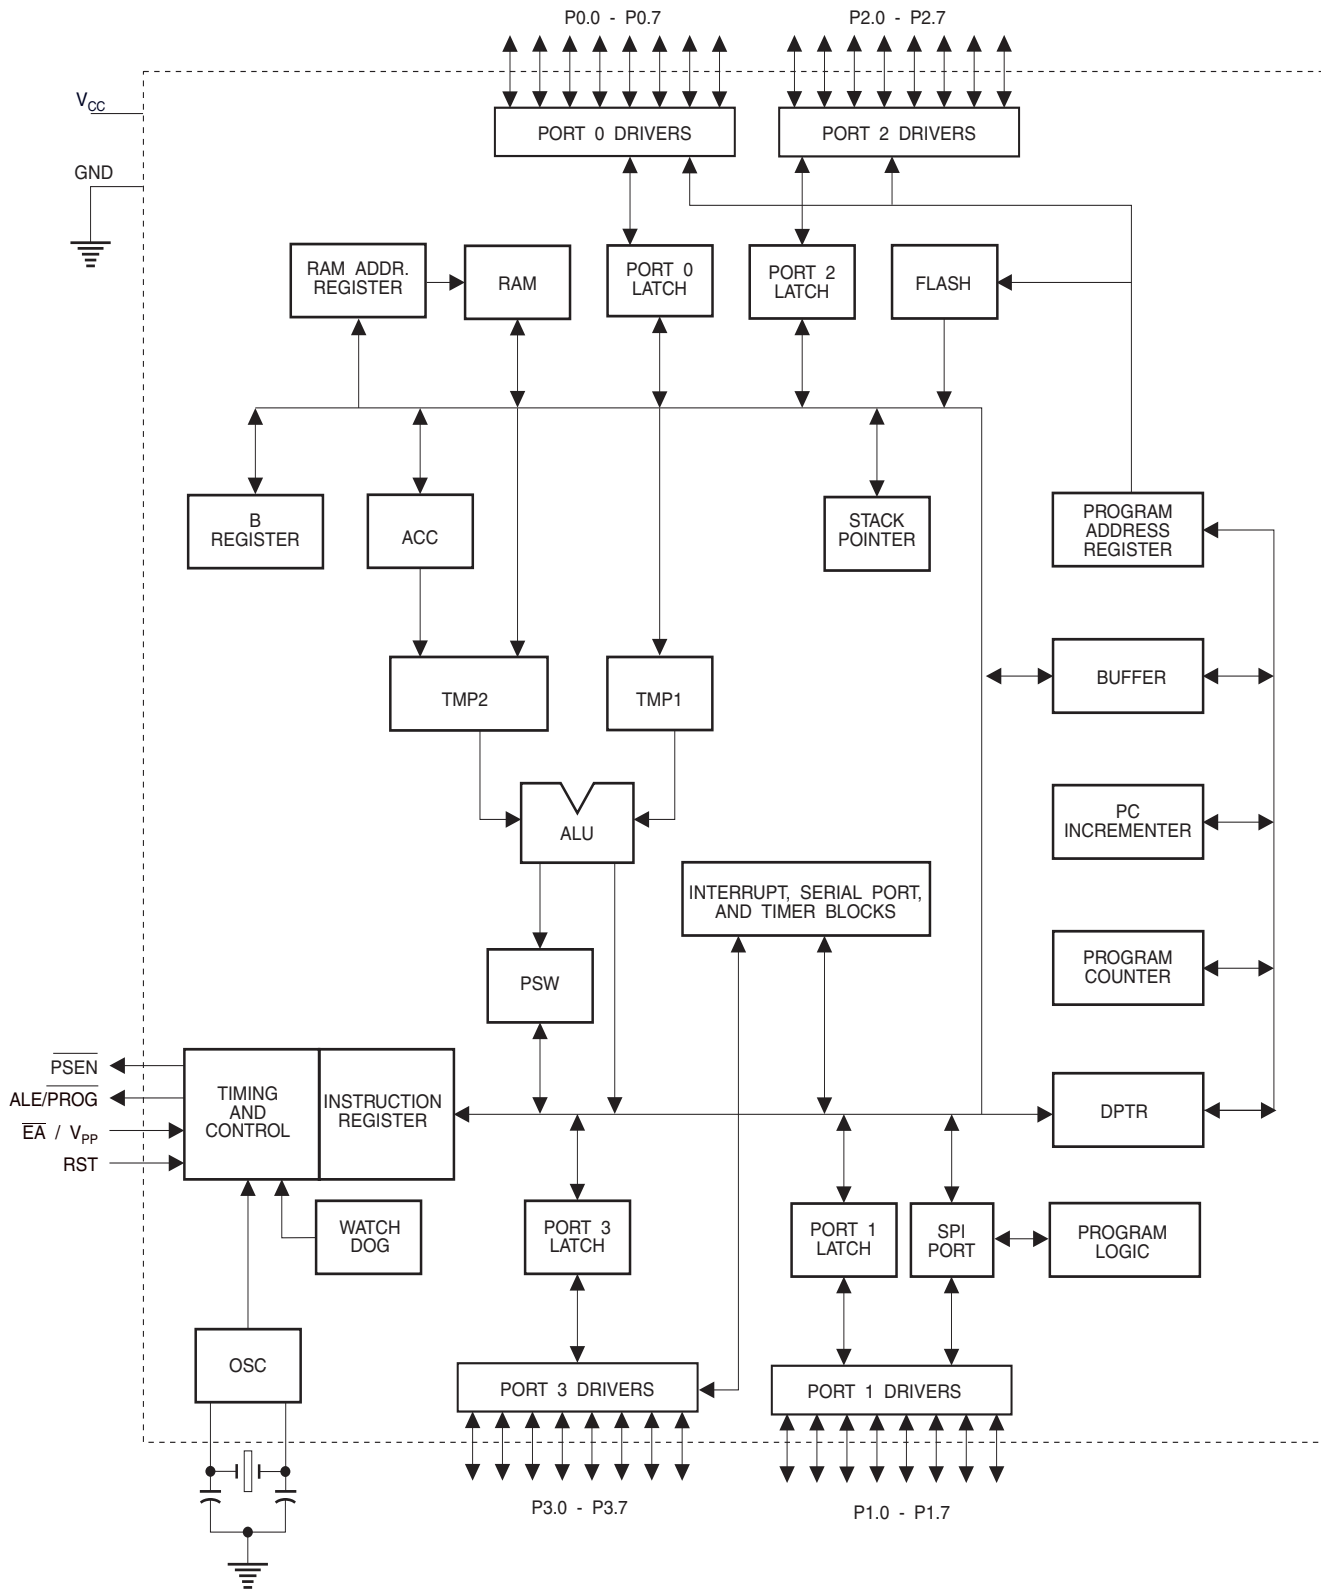 P0.0 - P0.7
P2.0 - P2.7
VCC
GND
PORT 0 DRIVERS
PORT 2 DRIVERS
RAM ADDR.
REGISTER
RAM
PORT 0
LATCH
PORT 2
LATCH
FLASH
B
REGISTER
ACC
STACK
POINTER
PROGRAM
ADDRESS
REGISTER
TMP2
TMP1
BUFFER
ALU
PC
INCREMENTER
INTERRUPT, SERIAL PORT,
AND TIMER BLOCKS
PSW
PROGRAM
COUNTER
PSEN
ALE/PROG
EA / VPP
RST
TIMING
AND
CONTROL
INSTRUCTION
REGISTER
DPTR
WATCH
DOG
PORT 3
LATCH
PORT 1
LATCH
SPI
PORT
PROGRAM
LOGIC
OSC
PORT 3 DRIVERS
PORT 1 DRIVERS
P3.0 - P3.7
P1.0 - P1.7